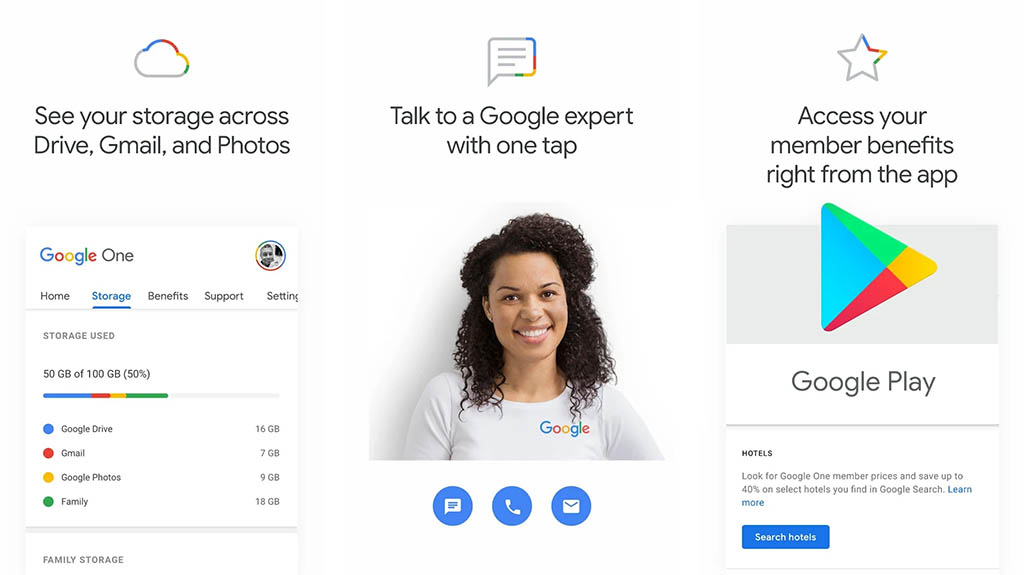 See your storage across
Drive, Gmail, and Photos
Google One
Home Storage Benefits Support Setting
STORAGE USED
50 GB of 100 GB (50%)
Google Drive 16 GB
Gmail 7 GB
Google Photos 9 GB
Family 18 GB
FAMILY STORAGE
Talk to a Google expert
with one tap
Google
Access your
member benefits
right from the app
Google Play
HOTELS
Look for Google One member prices and save up to
40% on select hotels you find in Google Search. Learn
more
Search hotels